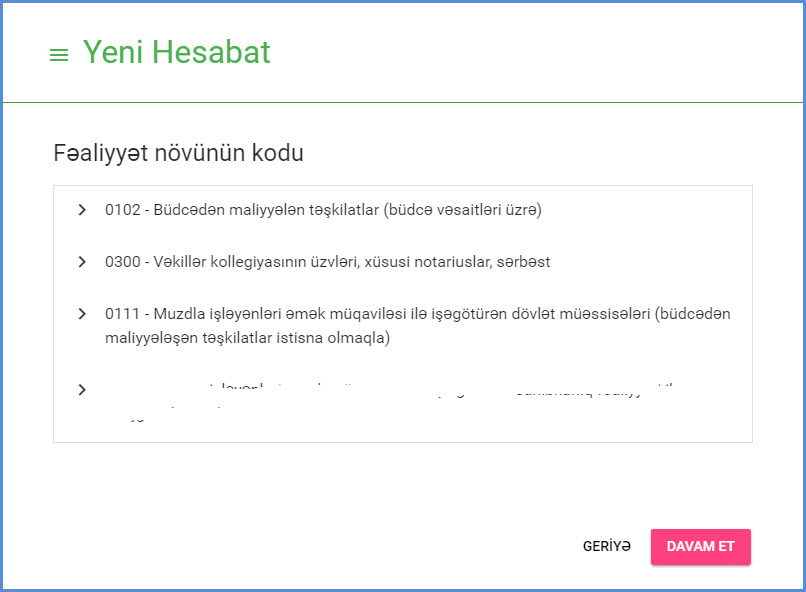 Yeni Hesabat
Fəaliyyət növünün kodu
0102 - Büdcədən maliyyələn təşkilatlar (büdcə vəsaitləri üzrə)
0300 - Vəkillər kollegiyasının üzvləri, xüsusi notariuslar, sərbəst
0111 - Muzdla işləyənləri əmək müqaviləsi ilə işəgötürən dövlət müəssisələri (büdcədən
maliyyələşən təşkilatlar istisna olmaqla)
GERİYƏ
DAVAM ET